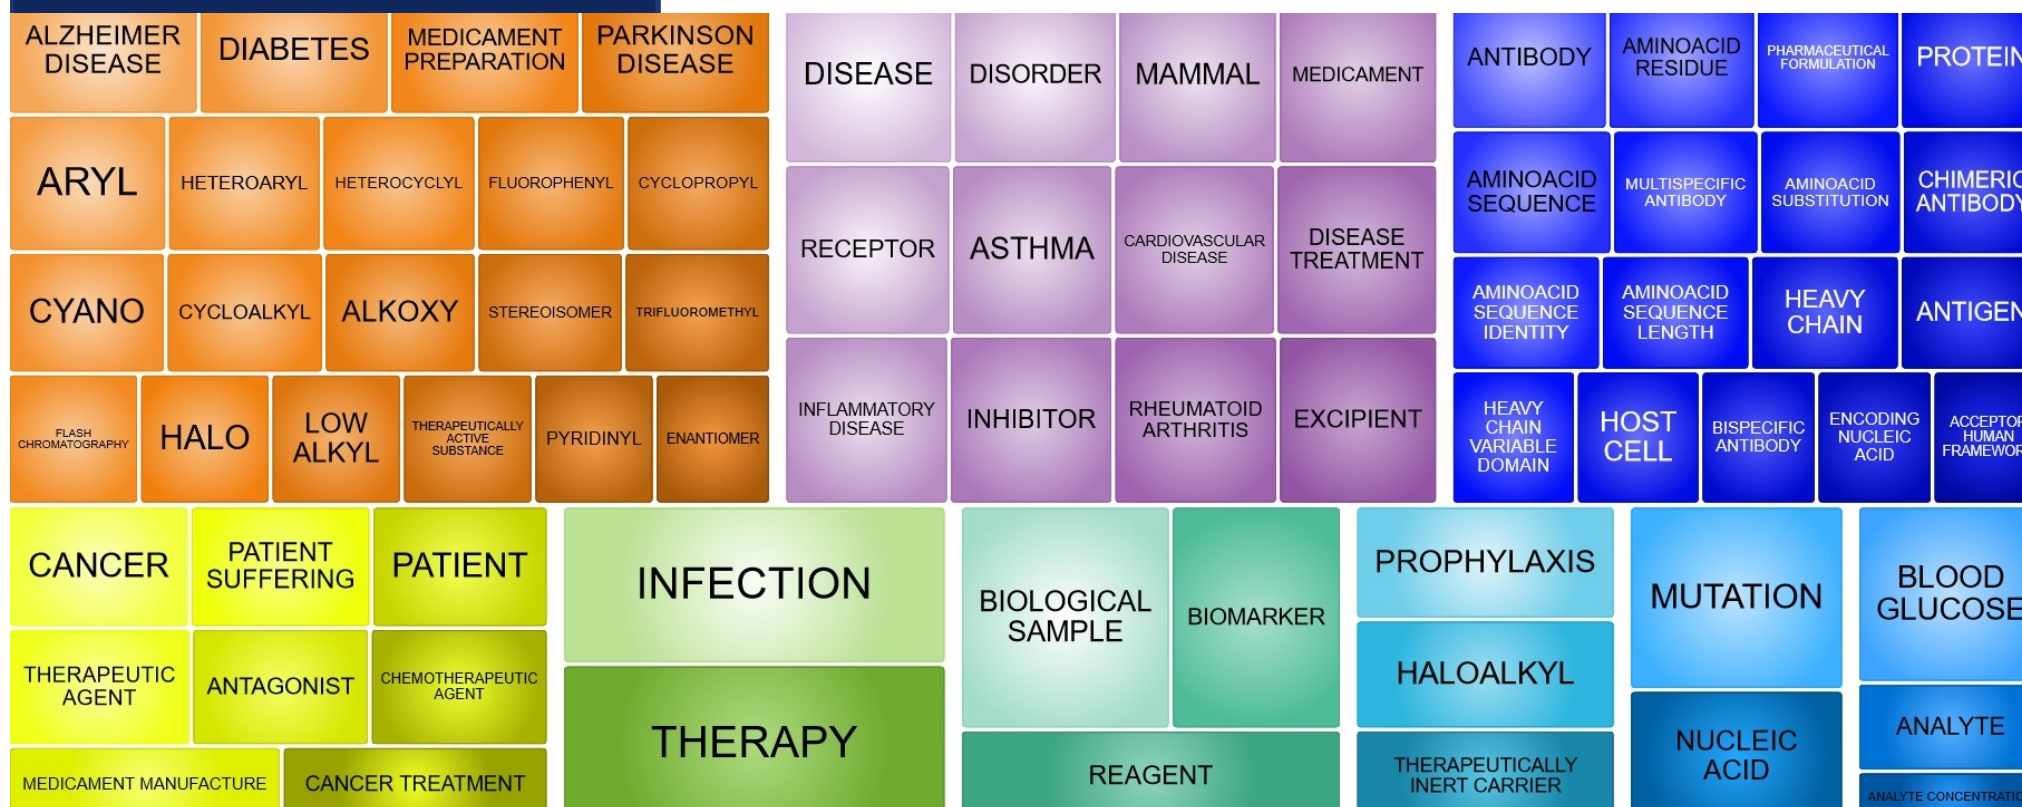 ALZHEIMER
DISEASE
DIABETES
MEDICAMENT
PREPARATION
PARKINSON
DISEASE
ARYL
HETEROARYL
HETEROCYCLYL
FLUOROPHENYL
CYCLOPROPYL
CYANO
CYCLOALKYL
ALKOXY
STEREOISOMER
TRIFLUOROMETHYL
FLASH
CHROMATOGRAPHY
HALO
LOW
ALKYL
THERAPEUTICALLY
ACTIVE
SUBSTANCE
PYRIDINYL
ENANTIOMER
DISEASE
DISORDER
MAMMAL
MEDICAMENT
RECEPTOR
ASTHMA
CARDIOVASCULAR
DISEASE
DISEASE
TREATMENT
INFLAMMATORY
DISEASE
INHIBITOR
RHEUMATOID
ARTHRITIS
EXCIPIENT
ANTIBODY
AMINOACID
RESIDUE
PHARMACEUTICAL
FORMULATION
PROTEIN
AMINOACID
SEQUENCE
MULTISPECIFIC
ANTIBODY
AMINOACID
SUBSTITUTION
CHIMERIC
ANTIBODY
AMINOACID
SEQUENCE
IDENTITY
AMINOACID
SEQUENCE
LENGTH
HEAVY
CHAIN
ANTIGEN
HEAVY
CHAIN
VARIABLE
DOMAIN
HOST
CELL
BISPECIFIC
ANTIBODY
ENCODING
NUCLEIC
ACID
ACCEPTOR
HUMAN
FRAMEWOR
CANCER
PATIENT
SUFFERING
PATIENT
THERAPEUTIC
AGENT
ANTAGONIST
CHEMOTHERAPEUTIC
AGENT
MEDICAMENT MANUFACTURE
CANCER TREATMENT
INFECTION
THERAPY
BIOLOGICAL
SAMPLE
BIOMARKER
REAGENT
PROPHYLAXIS
HALOALKYL
THERAPEUTICALLY
INERT CARRIER
MUTATION
NUCLEIC
ACID
BLOOD
GLUCOSE
ANALYTE
ANALYTE CONCENTRATIO